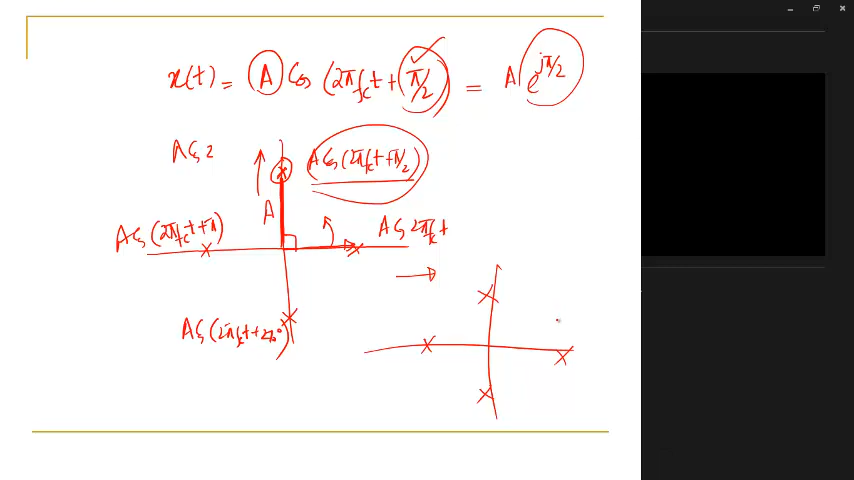 x(t) = A Cos (2πfct + π/2) = A e^jπ/2
A Cos 2
A Cos (2πfct + π/2)
A
A Cos (2πfct + π)
A Cos 2πfct
A Cos (2πfct + 270°)